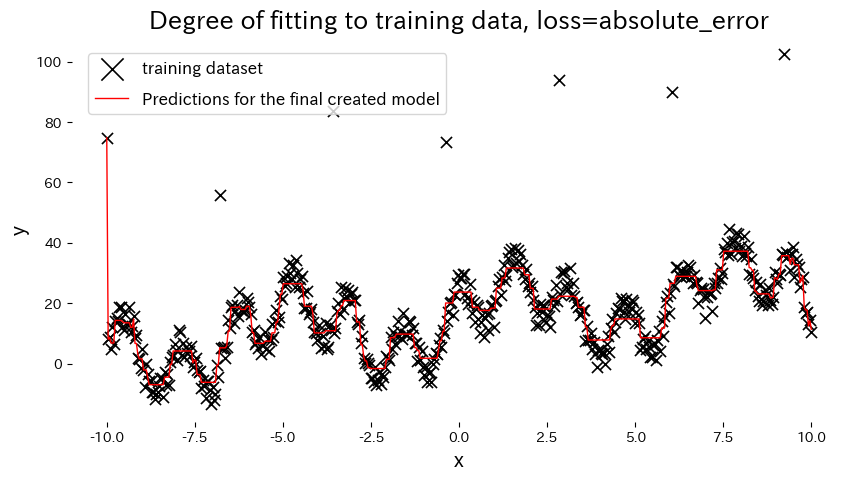 Degree of fitting to training data, loss=absolute_error
training dataset
Predictions for the final created model
100
80
60
40
20
0
y
-10.0 -7.5 -5.0 -2.5 0.0 2.5 5.0 7.5 10.0
x